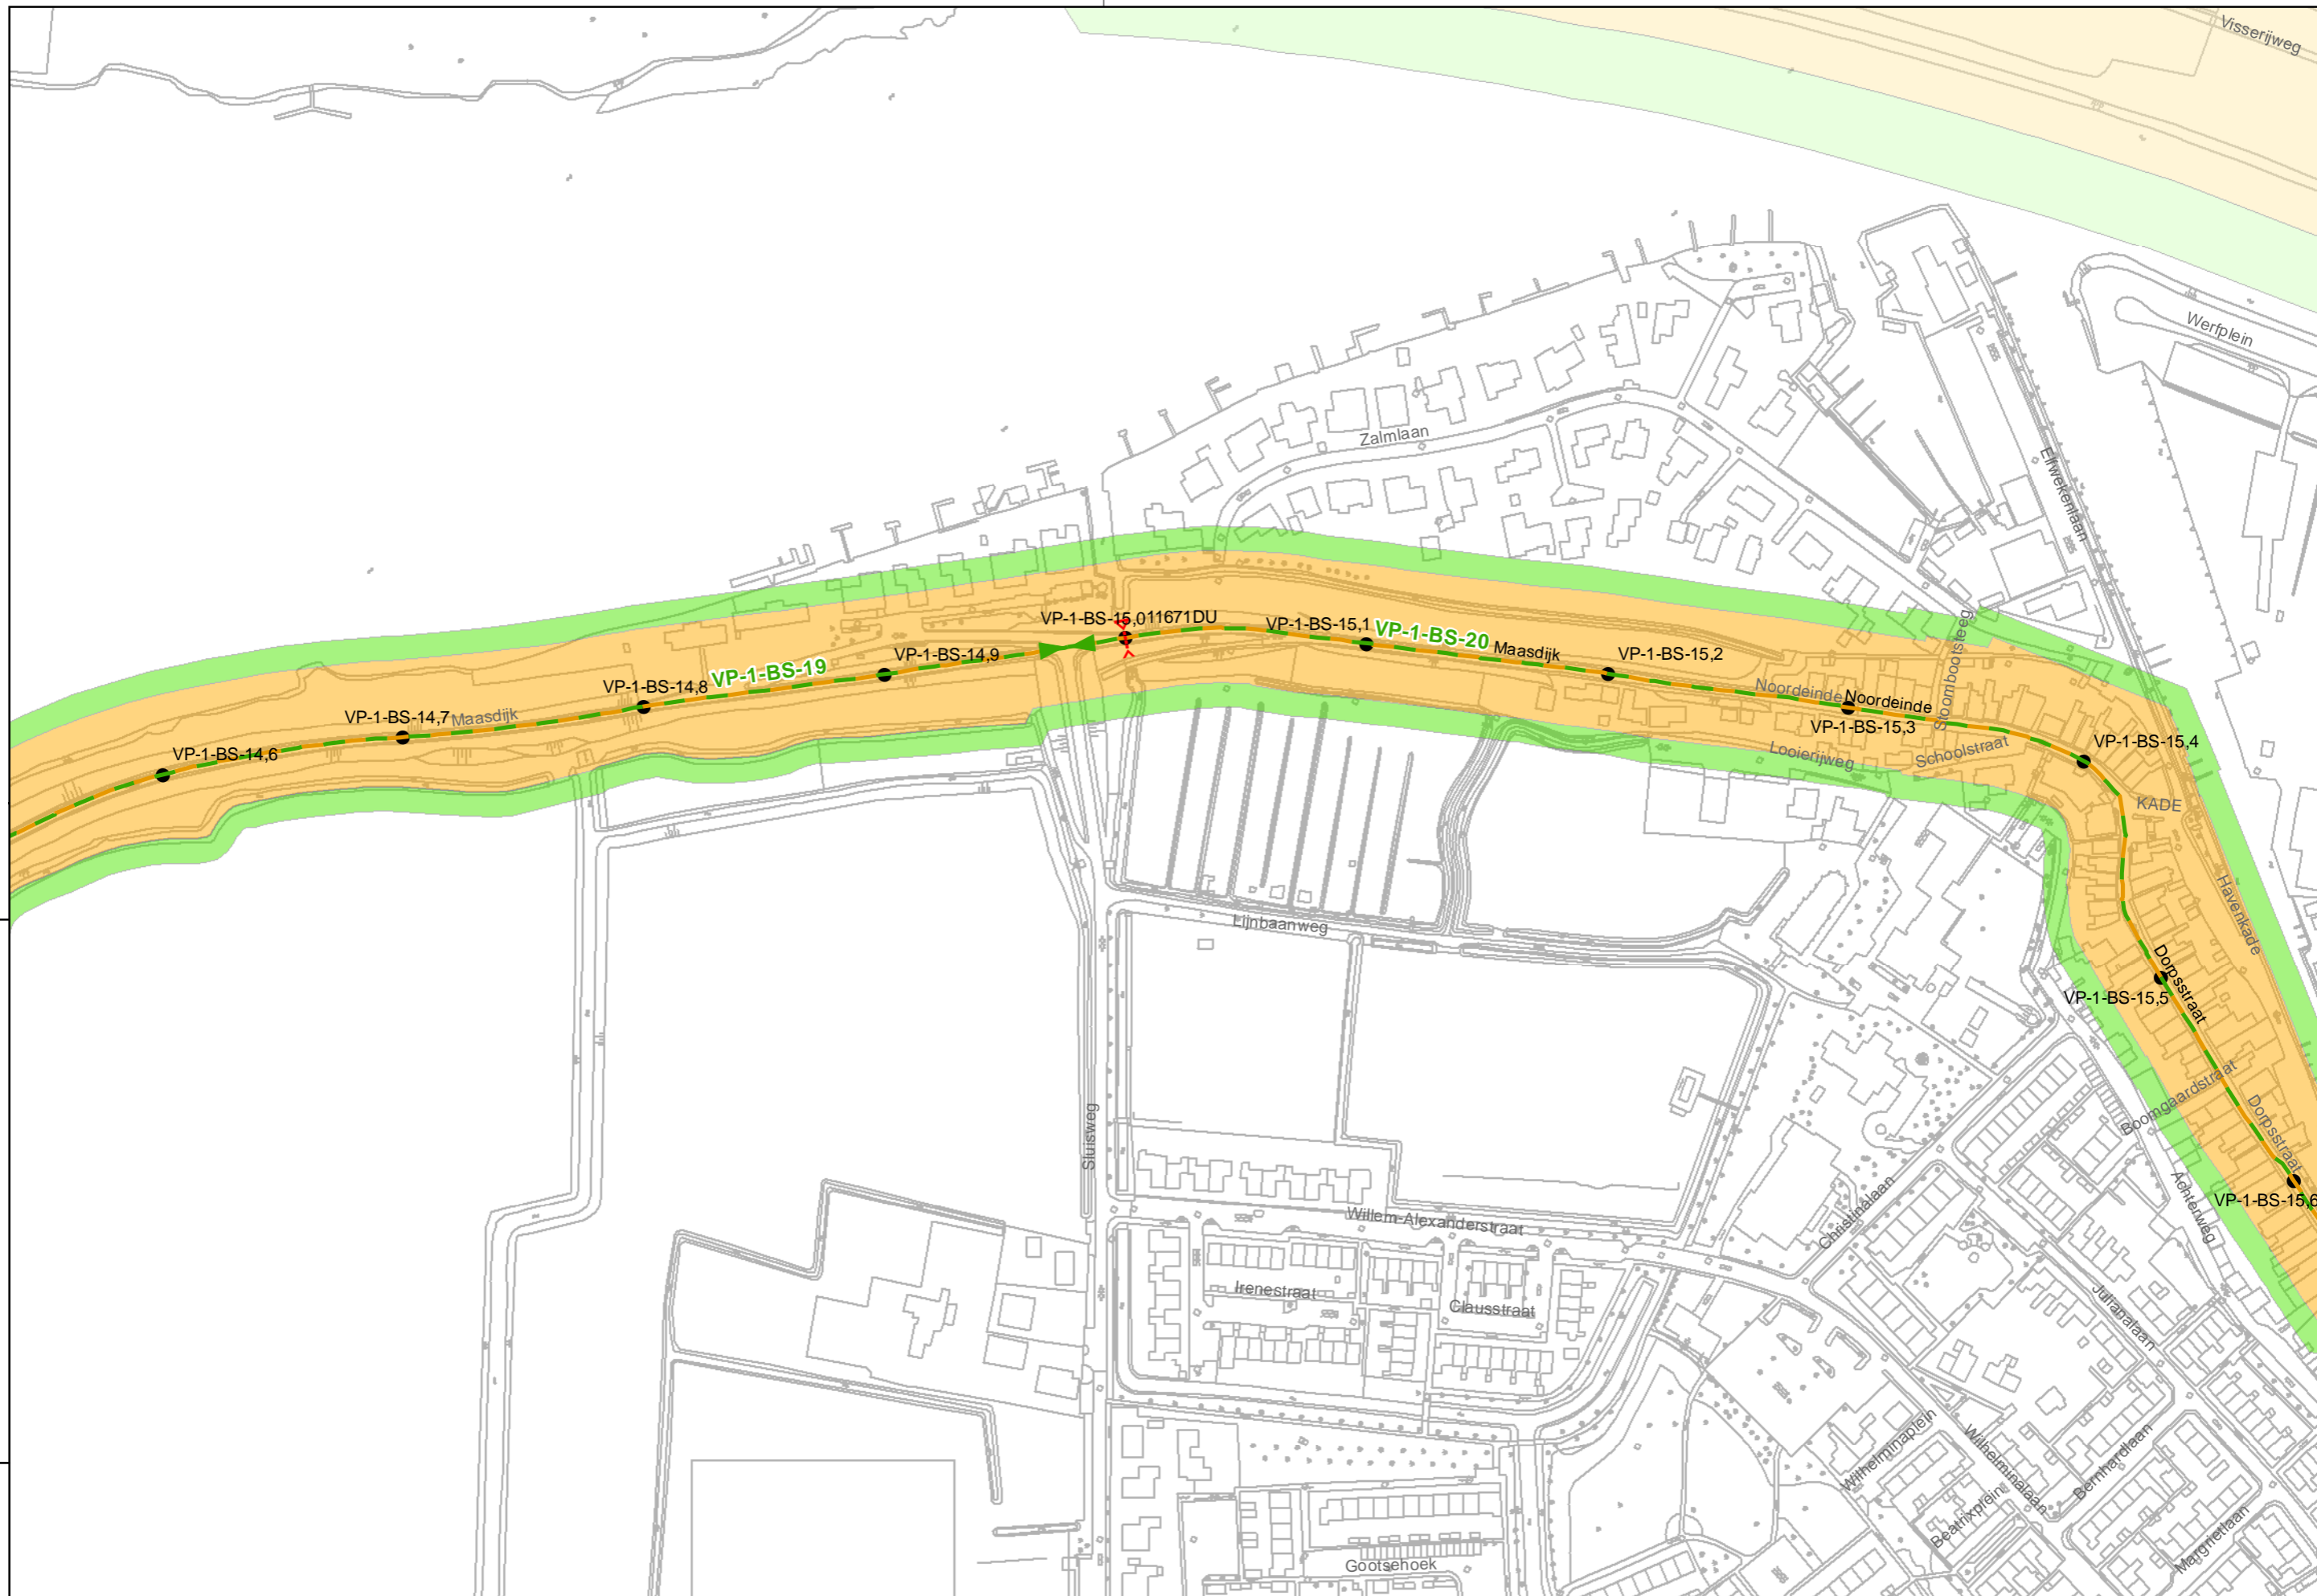 Visserijweg
Werfplein
Zalmlaan
Elfwekenlaan
VP-1-BS-15,011671DU
VP-1-BS-15,1
VP-1-BS-20
Maasdijk
VP-1-BS-14,9
VP-1-BS-15,2
VP-1-BS-19
VP-1-BS-14,8
Stoombootsteeg
Noordeinde
Noordeinde
VP-1-BS-14,7
Maasdijk
VP-1-BS-15,3
VP-1-BS-14,6
Looierijweg
Schoolstraat
VP-1-BS-15,4
KADE
Havenkade
Lijnbaanweg
Dorpsstraat
VP-1-BS-15,5
Boomgaardstraat
Dorpsstraat
Sluisweg
Achterweg
VP-1-BS-15,6
Willem-Alexanderstraat
Christinalaan
Irenestraat
Clausstraat
Julianalaan
Wilhelminaplein
Wilhelminalaan
Bernhardlaan
Beatrixplein
Margrietlaan
Gootsehoek